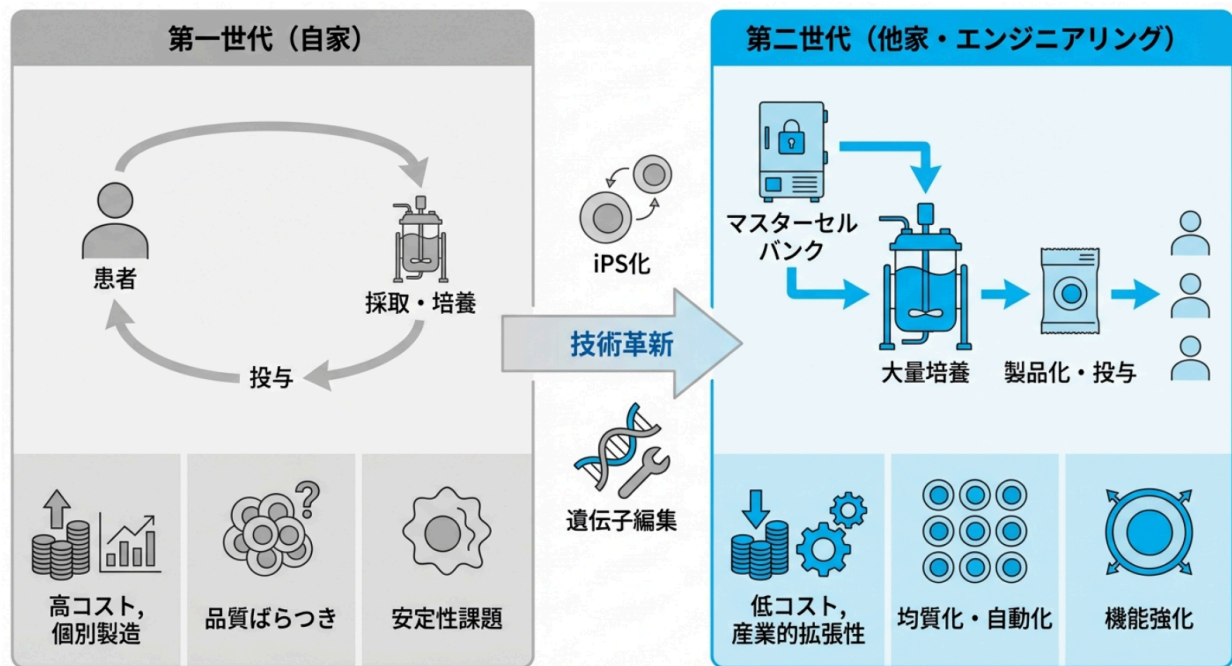 第一世代（自家）
患者
採取・培養
投与
?
高コスト,
個別製造
品質ばらつき
安定性課題
iPS化
技術革新
遺伝子編集
第二世代（他家・エンジニアリング）
マスターセル
バンク
大量培養
製品化・投与
低コスト,
産業的拡張性
均質化・自動化
機能強化